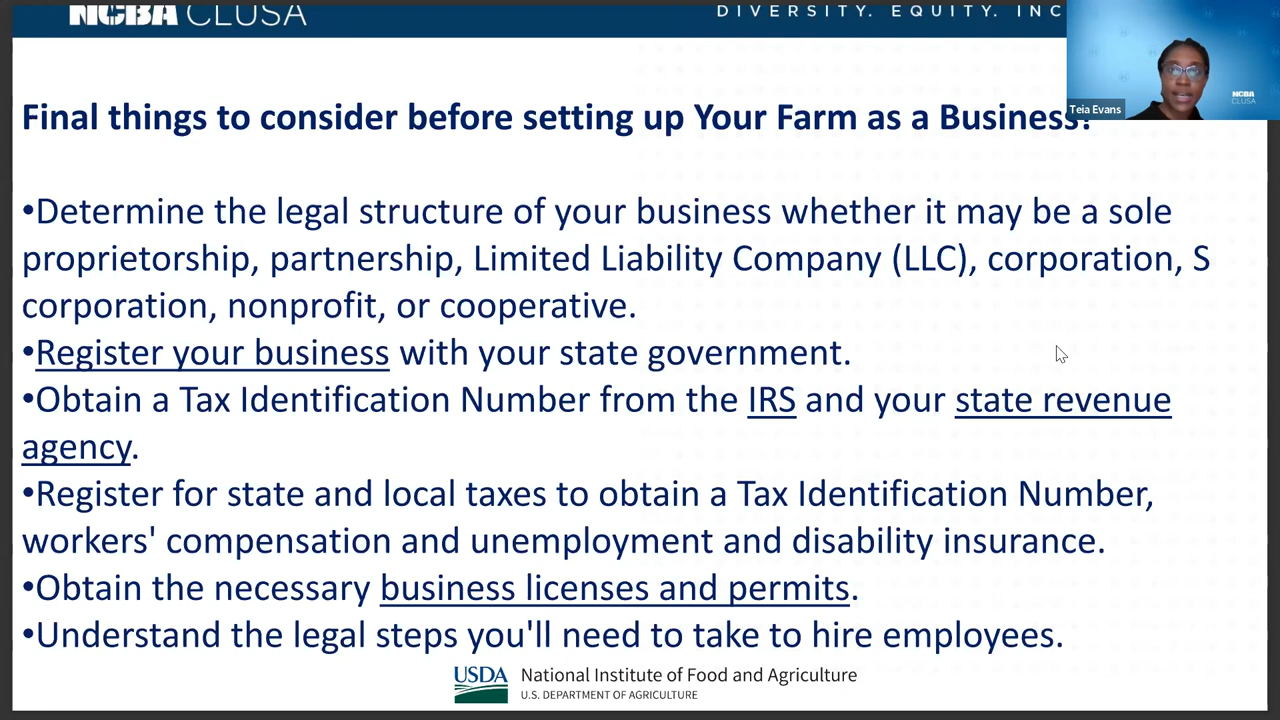 NCBA CLUSA
DIVERSITY. EQUITY. INC
Teia Evans
NCBA
CLUSA
Final things to consider before setting up Your Farm as a Business:
•Determine the legal structure of your business whether it may be a sole
proprietorship, partnership, Limited Liability Company (LLC), corporation, S
corporation, nonprofit, or cooperative.
•Register your business with your state government.
•Obtain a Tax Identification Number from the IRS and your state revenue
agency.
•Register for state and local taxes to obtain a Tax Identification Number,
workers' compensation and unemployment and disability insurance.
•Obtain the necessary business licenses and permits.
•Understand the legal steps you'll need to take to hire employees.
USDA
National Institute of Food and Agriculture
U.S. DEPARTMENT OF AGRICULTURE